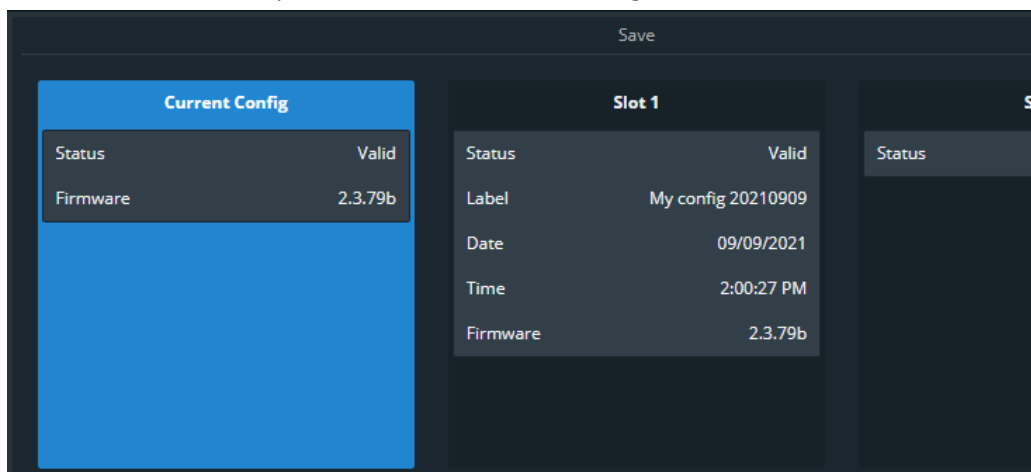 Save
Current Config
Status Valid
Firmware 2.3.79b
Slot 1
Status Valid
Label My config 20210909
Date 09/09/2021
Time 2:00:27 PM
Firmware 2.3.79b
Status